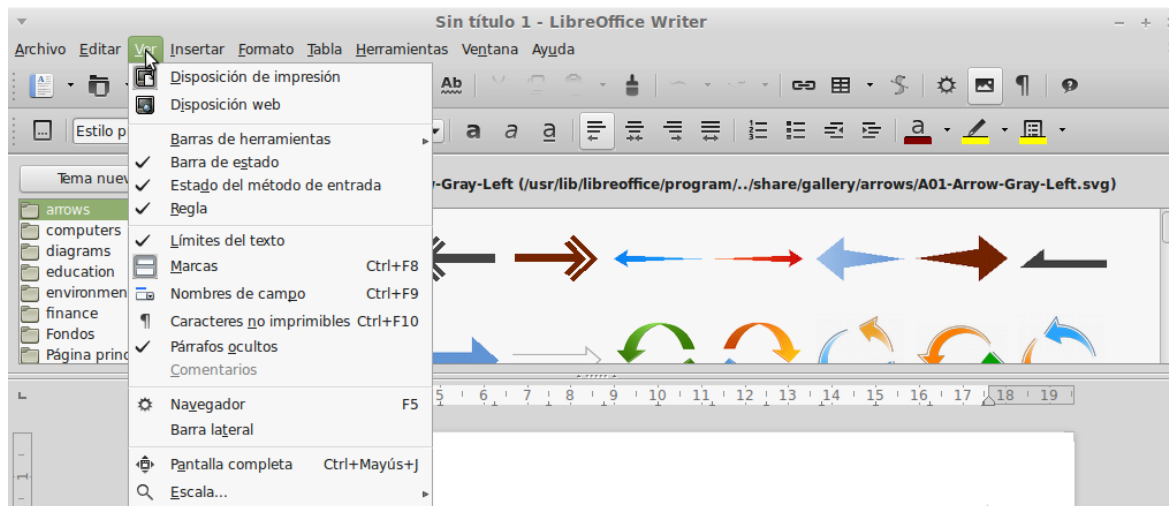 Sin título 1 - LibreOffice Writer
Archivo Editar Ver Insertar Formato Tabla Herramientas Ventana Ayuda
Disposición de impresión
Disposición web
Estilo p
Barras de herramientas
Barra de estado
Estado del método de entrada
Regla
Límites del texto
Marcas Ctrl+F8
Nombres de campo Ctrl+F9
Caracteres no imprimibles Ctrl+F10
Párrafos ocultos
Comentarios
Navegador F5
Barra lateral
Pantalla completa Ctrl+Mayús+J
Escala...
Ab
a a a a
Tema nuev
-Gray-Left (/usr/lib/libreoffice/program/../share/gallery/arrows/A01-Arrow-Gray-Left.svg)
arrows
computers
diagrams
education
environmen
finance
Fondos
Página princ
5 6 7 8 9 10 11 12 13 14 15 16 17 18 19
1